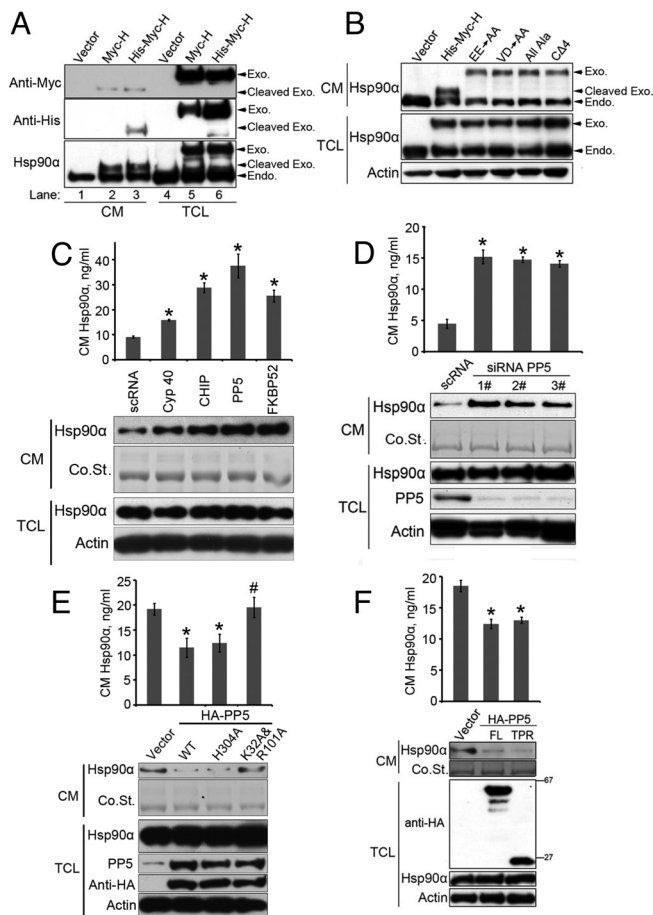 A
Vector
Myc-H
His-Myc-H
Vector
Myc-H
His-Myc-H
Anti-Myc
Exo.
Cleaved Exo.
Anti-His
Exo.
Cleaved Exo.
Hsp90α
Exo.
Cleaved Exo.
Endo.
Lane: 1 2 3 4 5 6
CM TCL
B
Vector
His-Myc-H
EE→AA
VD→AA
All Ala
CΔ4
CM
Hsp90α
Exo.
Cleaved Exo.
Endo.
TCL
Hsp90α
Exo.
Endo.
Actin
C
CM Hsp90α, ng/ml
50
40
30
20
10
0
* * * *
scRNA
Cyp 40
CHIP
PP5
FKBP52
CM
Hsp90α
Co.St.
TCL
Hsp90α
Actin
D
CM Hsp90α, ng/ml
20
15
10
5
0
* * *
scRNA
siRNA PP5
1# 2# 3#
CM
Hsp90α
Co.St.
TCL
Hsp90α
PP5
Actin
E
CM Hsp90α, ng/ml
25
20
15
10
5
0
* * #
HA-PP5
Vector
WT
H304A
K32A&
R101A
CM
Hsp90α
Co.St.
TCL
Hsp90α
PP5
Anti-HA
Actin
F
CM Hsp90α, ng/ml
20
15
10
5
0
* *
Vector
HA-PP5
FL TPR
CM
Hsp90α
Co.St.
67
TCL
anti-HA
27
Hsp90α
Actin